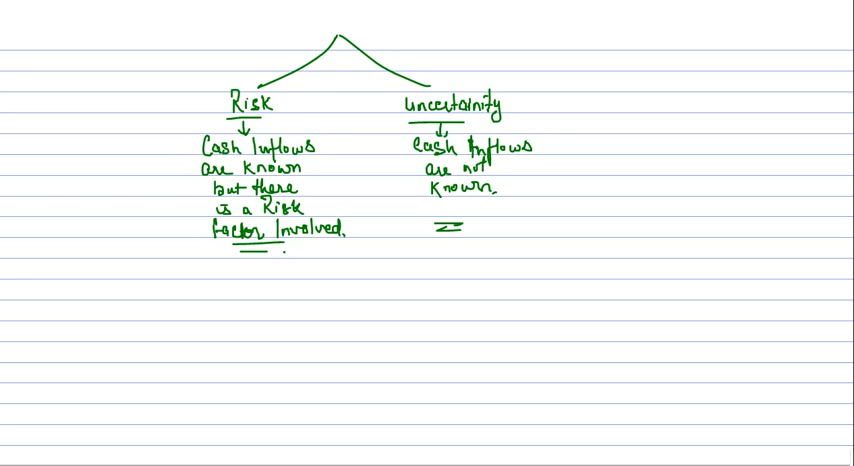 Risk
Cash Inflows
are known
but there
is a Risk
factor Involved.
Uncertainity
Cash Inflows
are not
known.